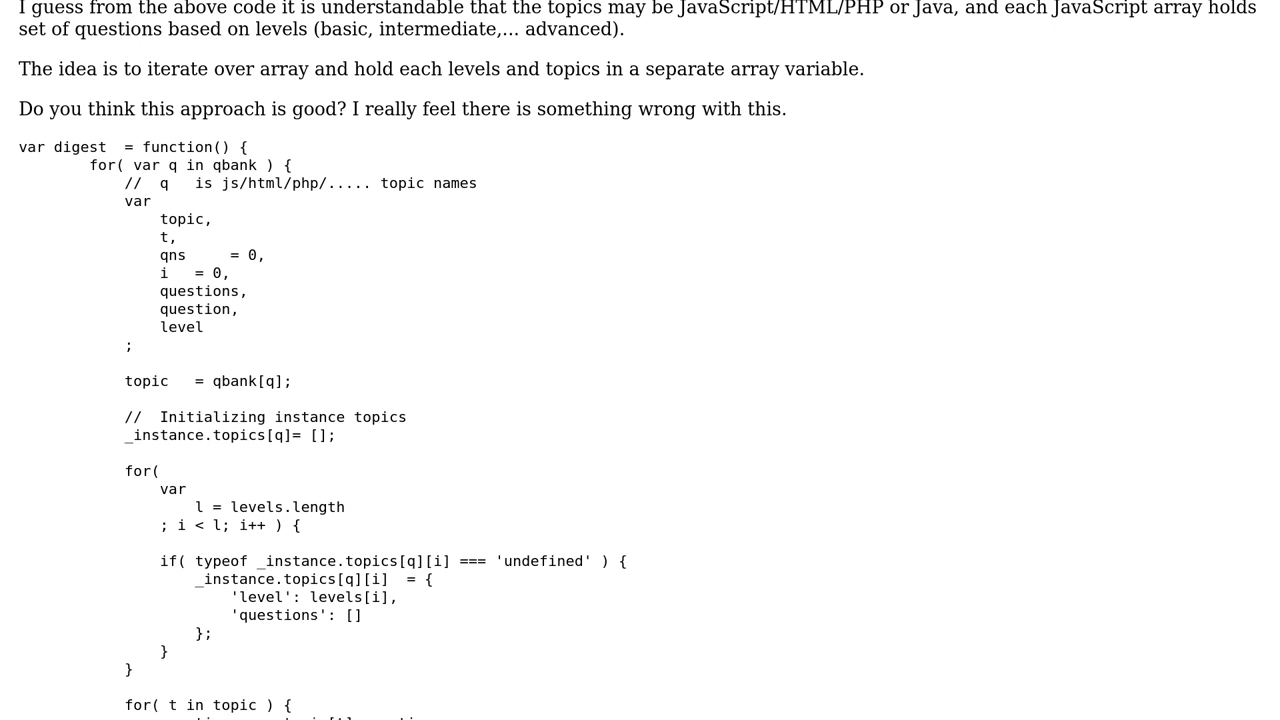 I guess from the above code it is understandable that the topics may be JavaScript/HTML/PHP or Java, and each JavaScript array holds
set of questions based on levels (basic, intermediate,... advanced).
The idea is to iterate over array and hold each levels and topics in a separate array variable.
Do you think this approach is good? I really feel there is something wrong with this.
var digest  = function() {
        for( var q in qbank ) {
            //  q   is js/html/php/..... topic names
            var
                topic,
                t,
                qns     = 0,
                i   = 0,
                questions,
                question,
                level
            ;
            topic   = qbank[q];
            //  Initializing instance topics
            _instance.topics[q]= [];
            for(
                var
                    l = levels.length
                ; i < l; i++ ) {
                if( typeof _instance.topics[q][i] === 'undefined' ) {
                    _instance.topics[q][i]  = {
                        'level': levels[i],
                        'questions': []
                    };
                }
            }
            for( t in topic ) {